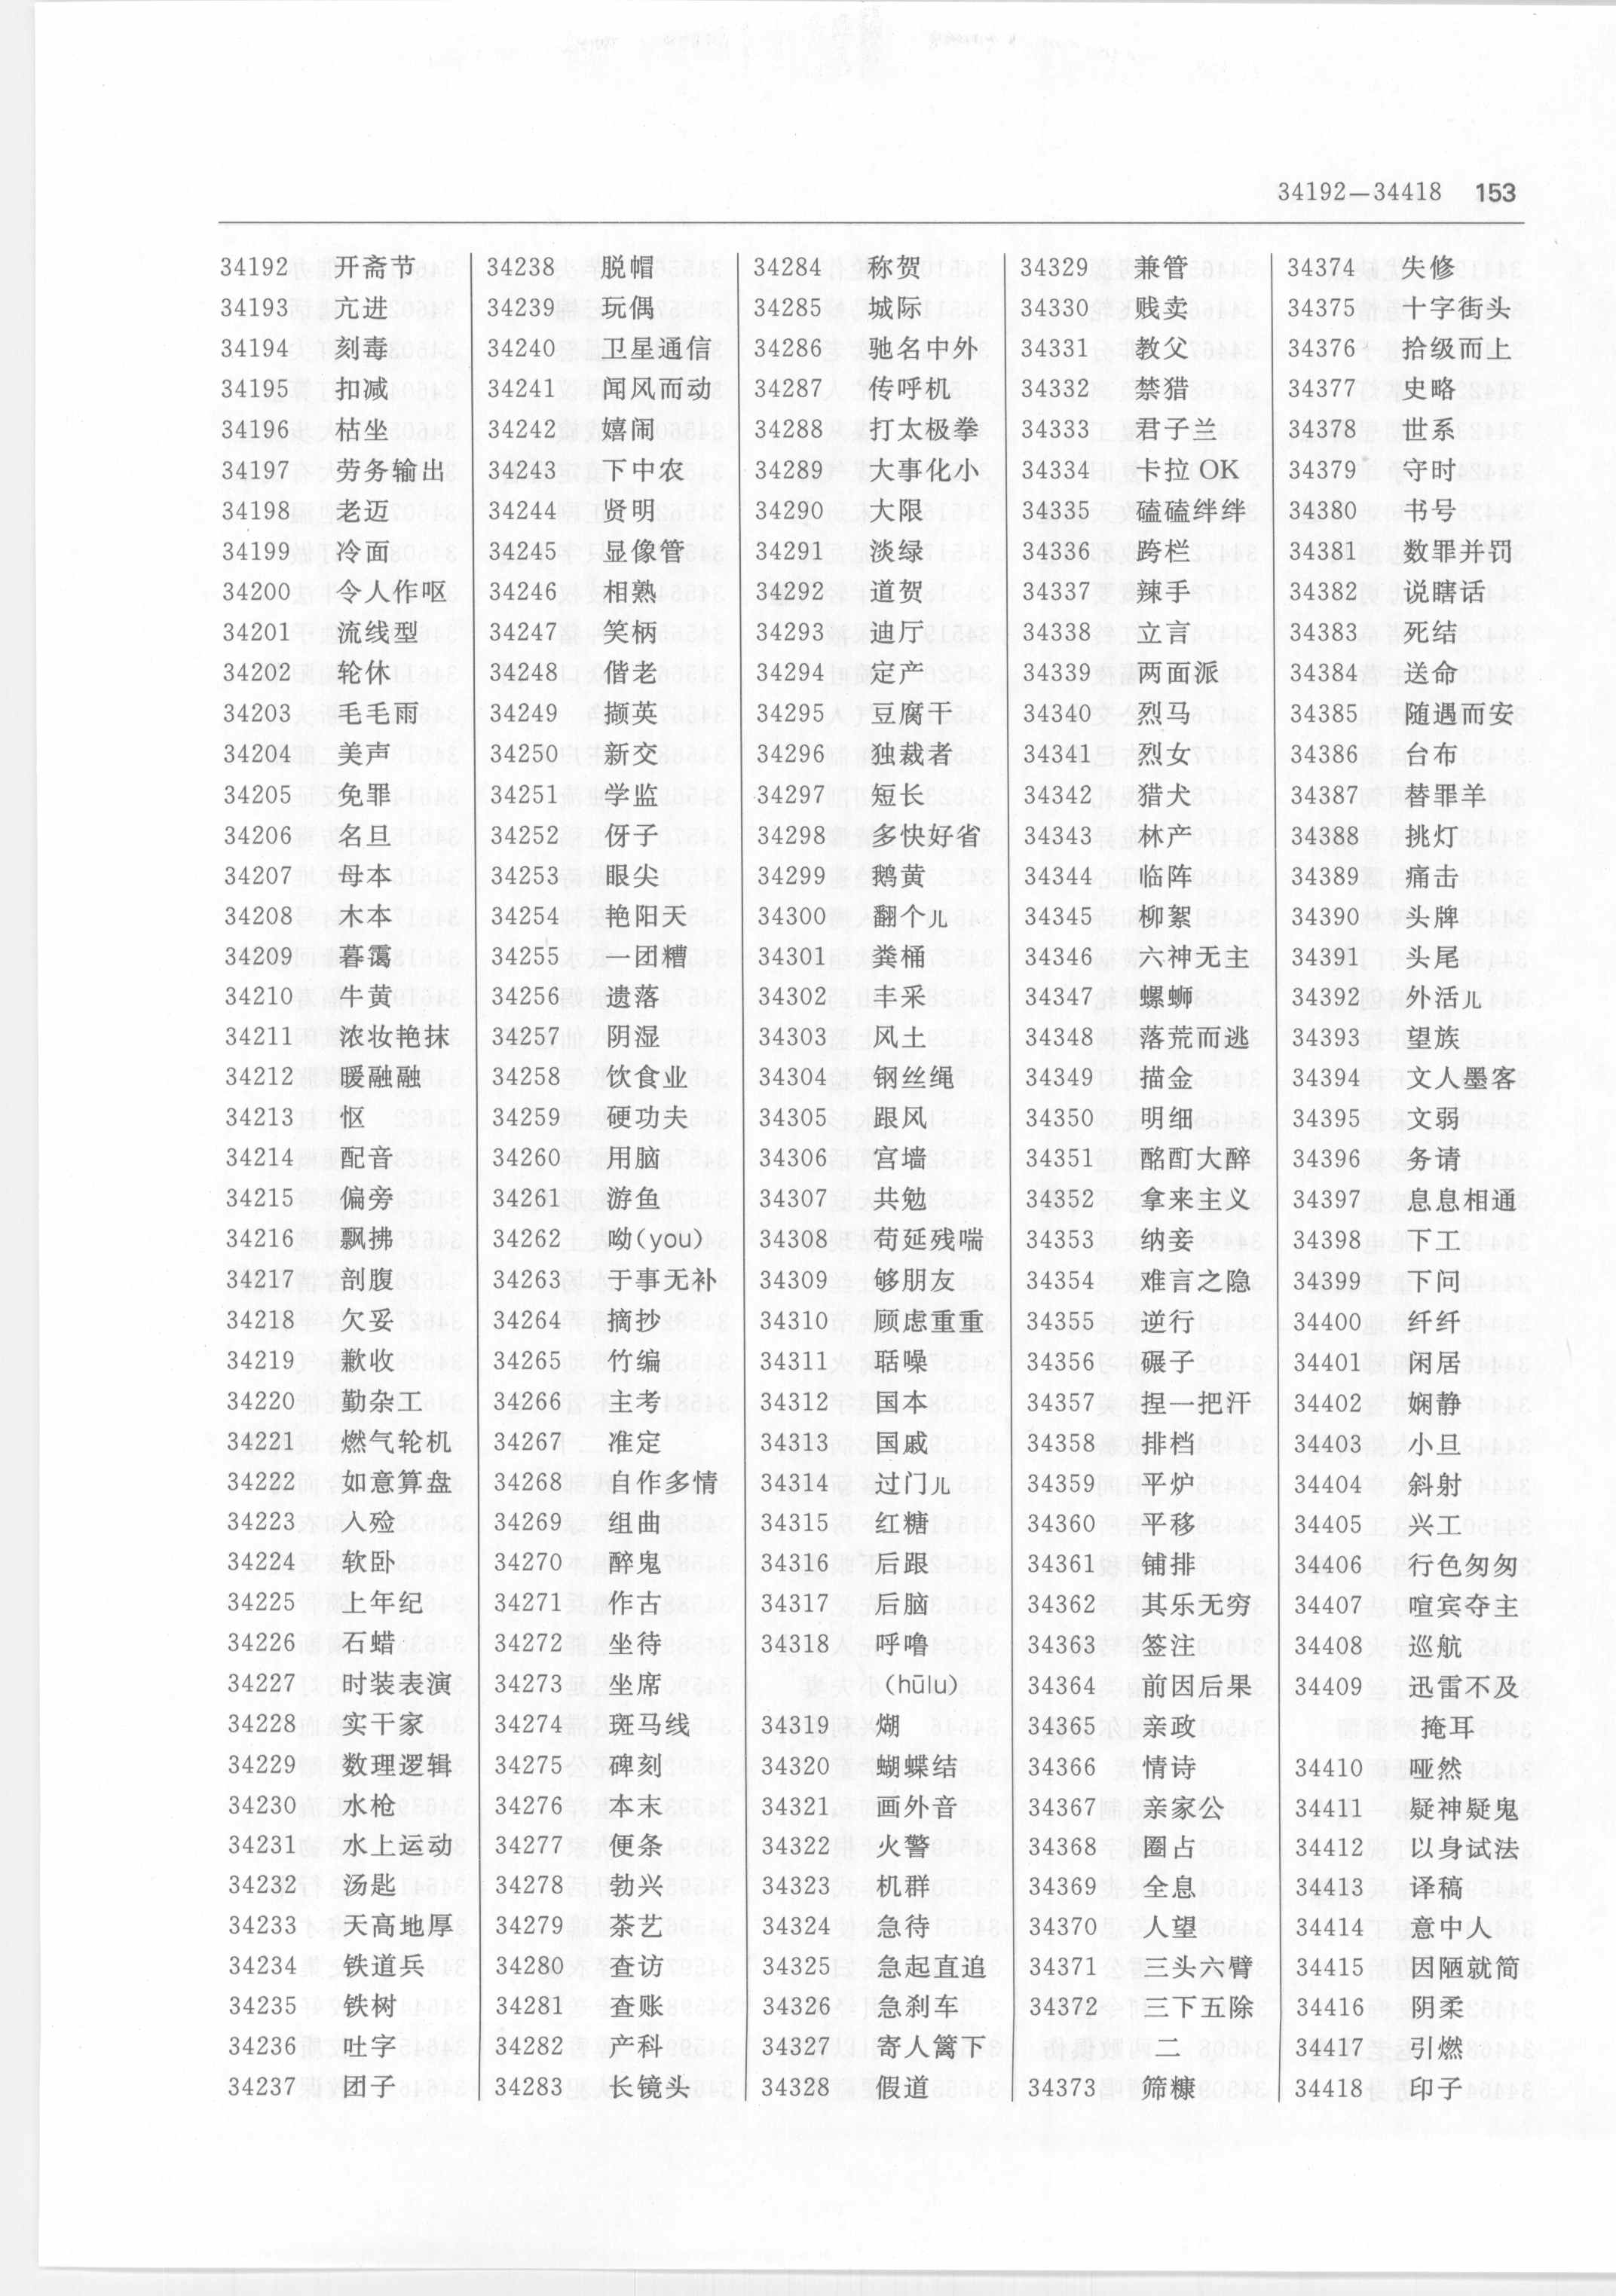 34192—34418 153
34192 开斋节
34193 亢进
34194 刻毒
34195 扣减
34196 枯坐
34197 劳务输出
34198 老迈
34199 冷面
34200 令人作呕
34201 流线型
34202 轮休
34203 毛毛雨
34204 美声
34205 免罪
34206 名旦
34207 母本
34208 木本
34209 暮霭
34210 牛黄
34211 浓妆艳抹
34212 暖融融
34213 怄
34214 配音
34215 偏旁
34216 飘拂
34217 剖腹
34218 欠妥
34219 歉收
34220 勤杂工
34221 燃气轮机
34222 如意算盘
34223 入殓
34224 软卧
34225 上年纪
34226 石蜡
34227 时装表演
34228 实干家
34229 数理逻辑
34230 水枪
34231 水上运动
34232 汤匙
34233 天高地厚
34234 铁道兵
34235 铁树
34236 吐字
34237 团子
34238 脱帽
34239 玩偶
34240 卫星通信
34241 闻风而动
34242 嬉闹
34243 下中农
34244 贤明
34245 显像管
34246 相熟
34247 笑柄
34248 偕老
34249 撷英
34250 新交
34251 学监
34252 伢子
34253 眼尖
34254 艳阳天
34255 一团糟
34256 遗落
34257 阴湿
34258 饮食业
34259 硬功夫
34260 用脑
34261 游鱼
34262 呦(you)
34263 于事无补
34264 摘抄
34265 竹编
34266 主考
34267 准定
34268 自作多情
34269 组曲
34270 醉鬼
34271 作古
34272 坐待
34273 坐席
34274 斑马线
34275 碑刻
34276 本末
34277 便条
34278 勃兴
34279 茶艺
34280 查访
34281 查账
34282 产科
34283 长镜头
34284 称贺
34285 城际
34286 驰名中外
34287 传呼机
34288 打太极拳
34289 大事化小
34290 大限
34291 淡绿
34292 道贺
34293 迪厅
34294 定产
34295 豆腐干
34296 独裁者
34297 短长
34298 多快好省
34299 鹅黄
34300 翻个儿
34301 粪桶
34302 丰采
34303 风土
34304 钢丝绳
34305 跟风
34306 宫墙
34307 共勉
34308 苟延残喘
34309 够朋友
34310 顾虑重重
34311 聒噪
34312 国本
34313 国戚
34314 过门儿
34315 红糖
34316 后跟
34317 后脑
34318 呼噜
(hūlu)
34319 煳
34320 蝴蝶结
34321 画外音
34322 火警
34323 机群
34324 急待
34325 急起直追
34326 急刹车
34327 寄人篱下
34328 假道
34329 兼管
34330 贱卖
34331 教父
34332 禁猎
34333 君子兰
34334 卡拉 OK
34335 磕磕绊绊
34336 跨栏
34337 辣手
34338 立言
34339 两面派
34340 烈马
34341 烈女
34342 猎犬
34343 林产
34344 临阵
34345 柳絮
34346 六神无主
34347 螺蛳
34348 落荒而逃
34349 描金
34350 明细
34351 酩酊大醉
34352 拿来主义
34353 纳妾
34354 难言之隐
34355 逆行
34356 碾子
34357 捏一把汗
34358 排档
34359 平炉
34360 平移
34361 铺排
34362 其乐无穷
34363 签注
34364 前因后果
34365 亲政
34366 情诗
34367 亲家公
34368 圈占
34369 全息
34370 人望
34371 三头六臂
34372 三下五除
二
34373 筛糠
34374 失修
34375 十字街头
34376 拾级而上
34377 史略
34378 世系
34379 守时
34380 书号
34381 数罪并罚
34382 说瞎话
34383 死结
34384 送命
34385 随遇而安
34386 台布
34387 替罪羊
34388 挑灯
34389 痛击
34390 头牌
34391 头尾
34392 外活儿
34393 望族
34394 文人墨客
34395 文弱
34396 务请
34397 息息相通
34398 下工
34399 下问
34400 纤纤
34401 闲居
34402 娴静
34403 小旦
34404 斜射
34405 兴工
34406 行色匆匆
34407 喧宾夺主
34408 巡航
34409 迅雷不及
掩耳
34410 哑然
34411 疑神疑鬼
34412 以身试法
34413 译稿
34414 意中人
34415 因陋就简
34416 阴柔
34417 引燃
34418 印子